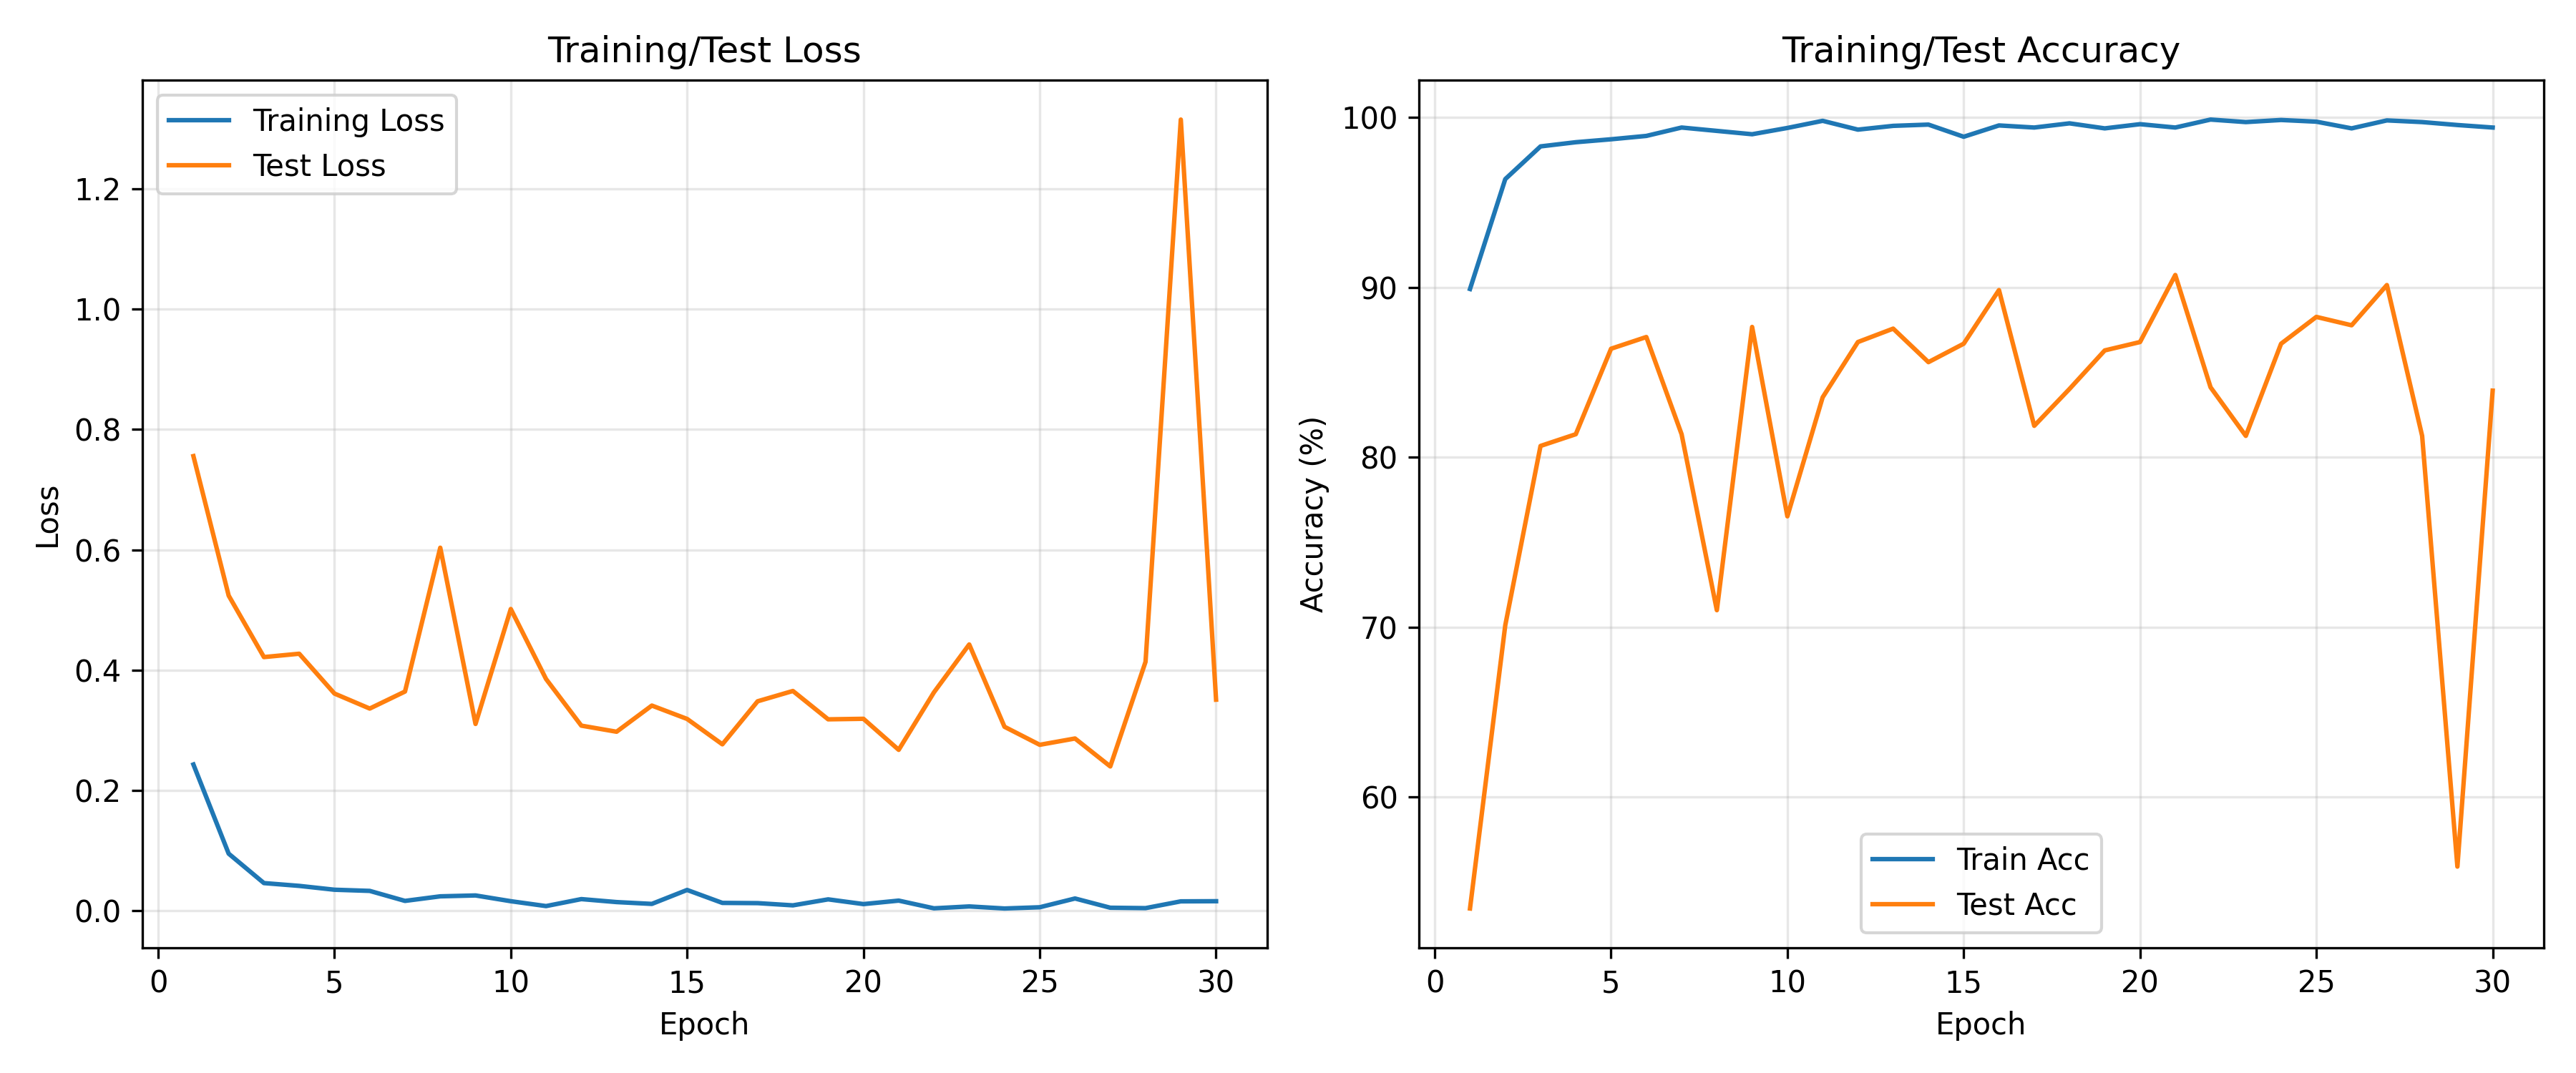 Training/Test Loss
Training Loss
Test Loss
1.2
1.0
0.8
0.6
0.4
0.2
0.0
Loss
0 5 10 15 20 25 30
Epoch
Training/Test Accuracy
100
90
80
70
60
Accuracy (%)
Train Acc
Test Acc
0 5 10 15 20 25 30
Epoch